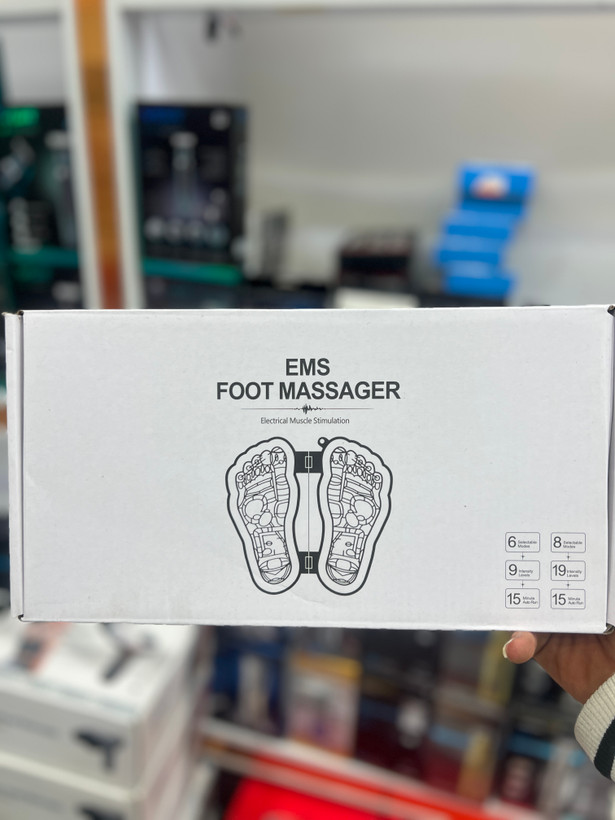 EMS
FOOT MASSAGER
Electrical Muscle Stimulation
6 Selectable Modes
8 Selectable Modes
9 Intensity Levels
19 Intensity Levels
15 Minute Auto Run
15 Minute Auto Run